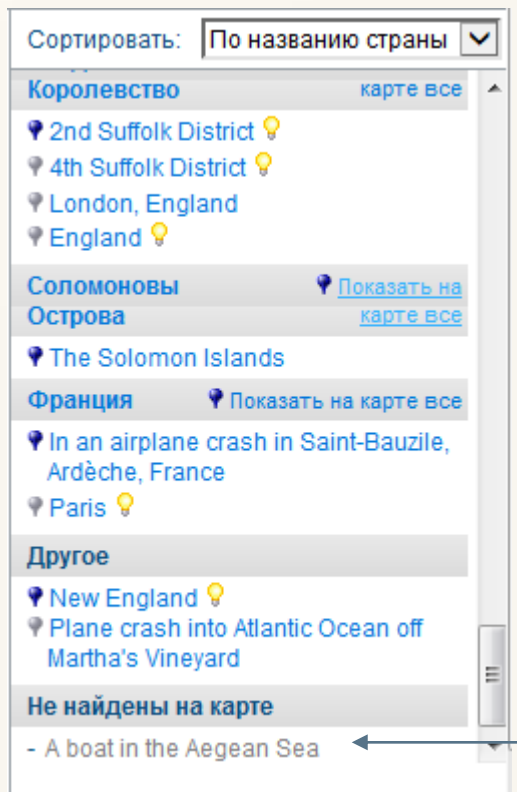 Сортировать: По названию страны
Королевство карте все
2nd Suffolk District
4th Suffolk District
London, England
England
Соломоновы Показать на
Острова карте все
The Solomon Islands
Франция Показать на карте все
In an airplane crash in Saint-Bauzile,
Ardèche, France
Paris
Другое
New England
Plane crash into Atlantic Ocean off
Martha's Vineyard
Не найдены на карте
- A boat in the Aegean Sea